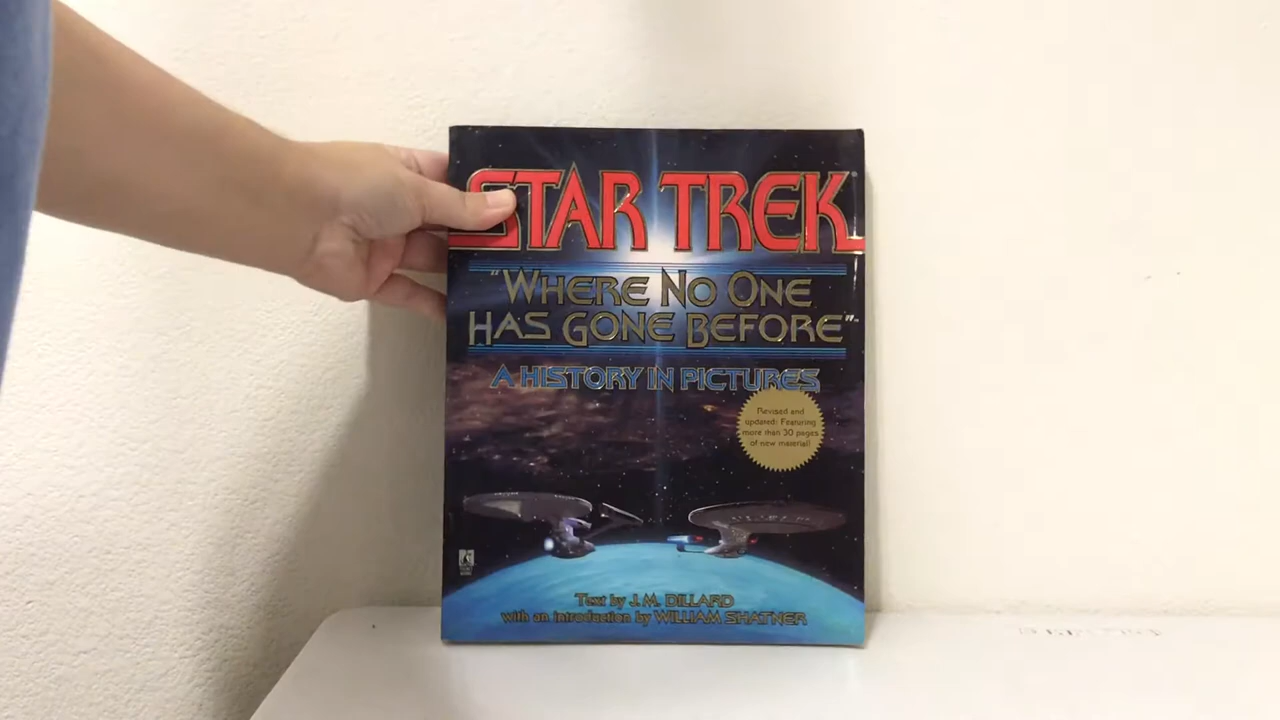 STAR TREK®
"WHERE NO ONE
HAS GONE BEFORE"™
A HISTORY IN PICTURES
Revised and
updated: Featuring
more than 30 pages
of new material!
Text by J.M. DILLARD
with an introduction by WILLIAM SHATNER